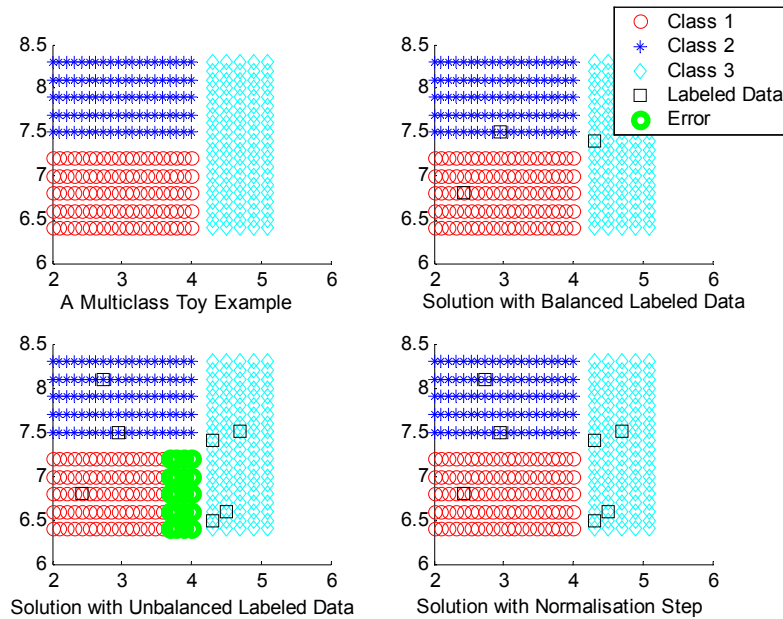 Class 1
Class 2
Class 3
Labeled Data
Error
8.5
8
7.5
7
6.5
6
2 3 4 5 6
A Multiclass Toy Example
8.5
8
7.5
7
6.5
6
2 3 4 5 6
Solution with Balanced Labeled Data
8.5
8
7.5
7
6.5
6
2 3 4 5 6
Solution with Unbalanced Labeled Data
8.5
8
7.5
7
6.5
6
2 3 4 5 6
Solution with Normalisation Step